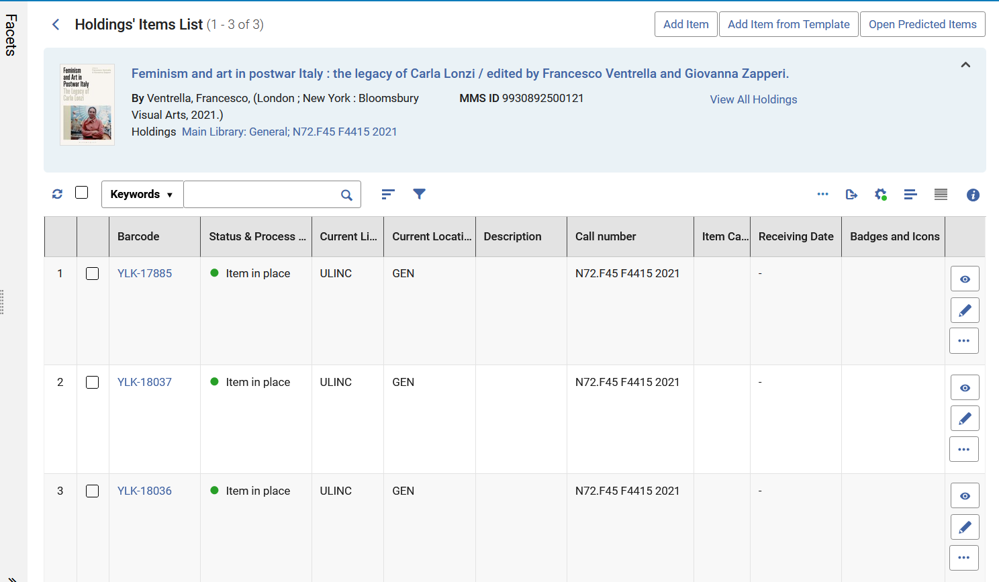 Facets
Holdings' Items List (1 - 3 of 3)
Add Item
Add Item from Template
Open Predicted Items
Feminism
and Art in
Postwar Italy
The Legacy of
Carla Lonzi
Feminism and art in postwar Italy : the legacy of Carla Lonzi / edited by Francesco Ventrella and Giovanna Zapperi.
By Ventrella, Francesco, (London ; New York : Bloomsbury
Visual Arts, 2021.)
MMS ID 9930892500121
View All Holdings
Holdings Main Library: General; N72.F45 F4415 2021
Keywords
Barcode Status & Process ... Current Li... Current Locati... Description Call number Item Ca... Receiving Date Badges and Icons
1 YLK-17885 Item in place ULINC GEN N72.F45 F4415 2021 -
2 YLK-18037 Item in place ULINC GEN N72.F45 F4415 2021 -
3 YLK-18036 Item in place ULINC GEN N72.F45 F4415 2021 -